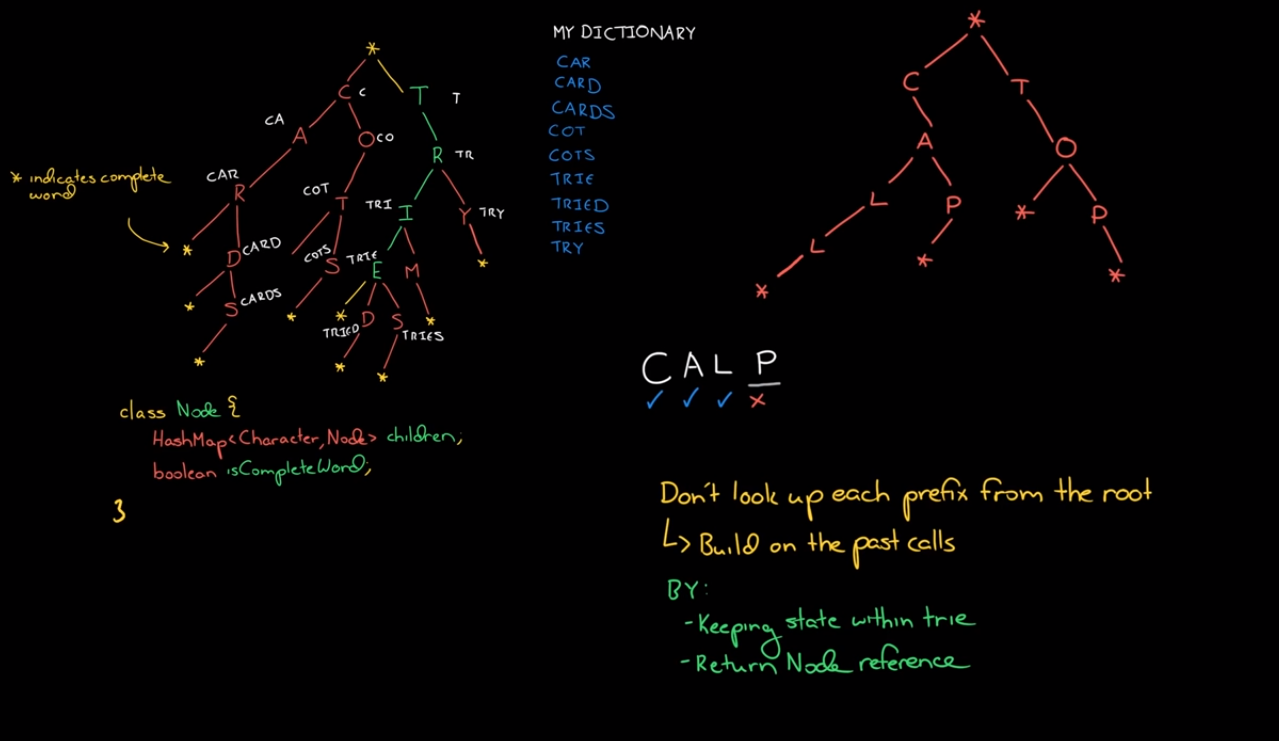 MY DICTIONARY
CAR
CARD
CARDS
COT
COTS
TRIE
TRIED
TRIES
TRY
*
C C
T T
CA
A
O CO
R TR
CAR
R
COT
T
TRI I
Y TRY
* indicates complete
word
*
D CARD
COTS
S
TRIE
E
M
*
*
S CARDS
*
*
TRIED D
S
TRIES
*
*
*
*
class Node {
HashMap<Character, Node> children;
boolean isCompleteWord;
}
*
C
T
A
O
L
P
*
P
L
*
*
*
CALP
✓ ✓ ✓ ×
Don't look up each prefix from the root
↳ Build on the past calls
BY:
- Keeping state within trie
- Return Node reference